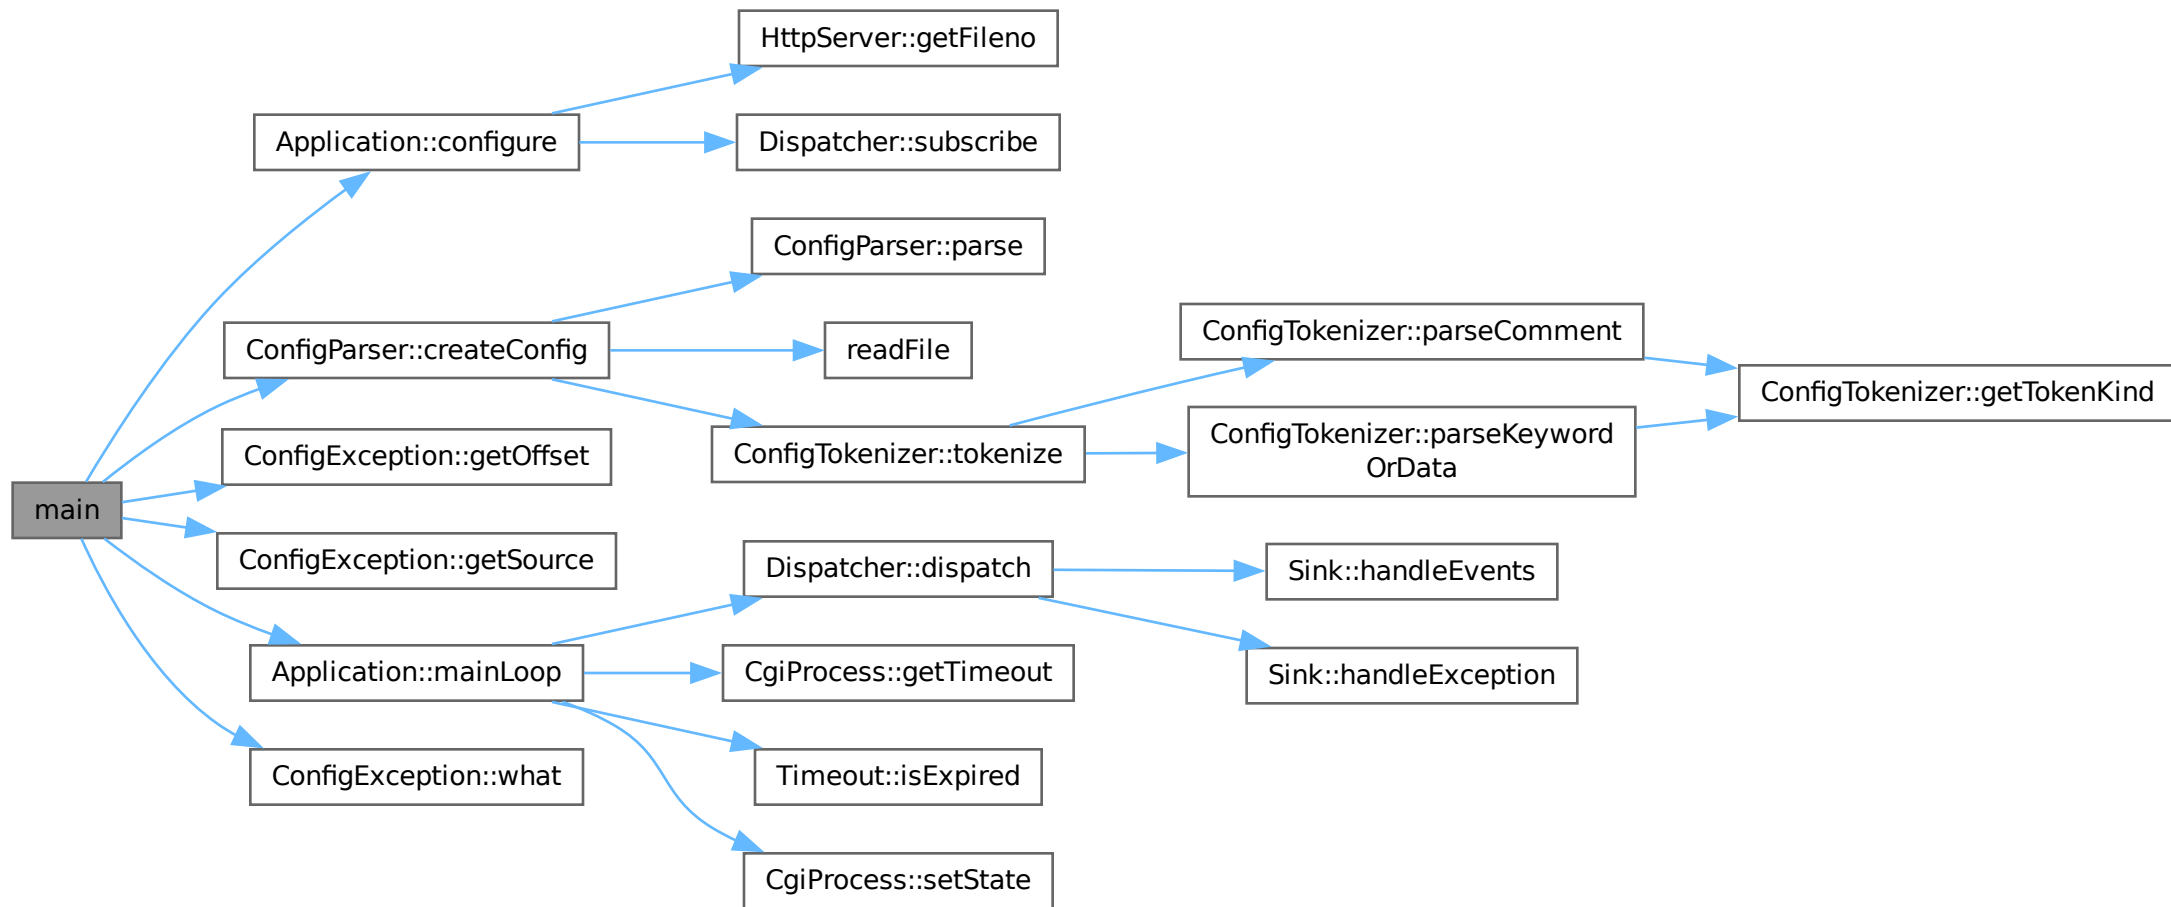 HttpServer::getFileno
Application::configure
Dispatcher::subscribe
ConfigParser::parse
ConfigTokenizer::parseComment
ConfigParser::createConfig
readFile
ConfigTokenizer::getTokenKind
ConfigException::getOffset
ConfigTokenizer::tokenize
ConfigTokenizer::parseKeyword
OrData
main
ConfigException::getSource
Dispatcher::dispatch
Sink::handleEvents
Application::mainLoop
CgiProcess::getTimeout
Sink::handleException
ConfigException::what
Timeout::isExpired
CgiProcess::setState